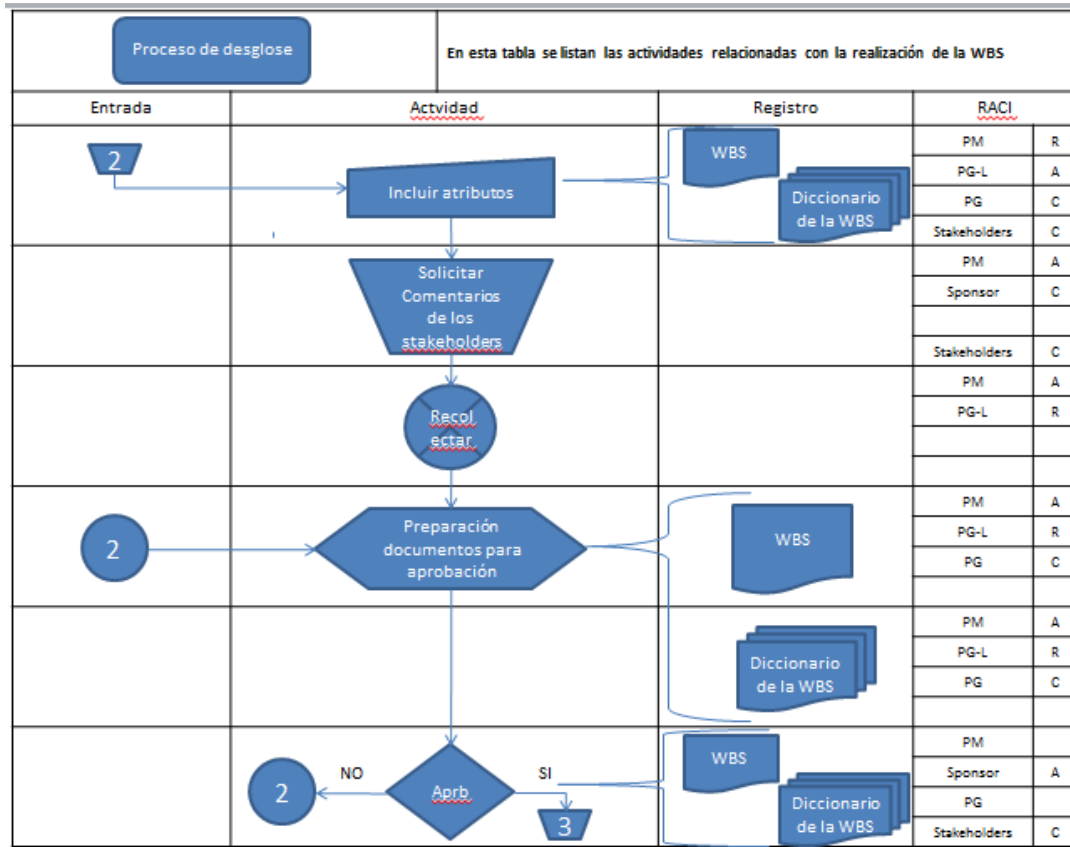 Proceso de desglose
En esta tabla se listan las actividades relacionadas con la realización de la WBS
Entrada
Actvidad
Registro
RACI
2
Incluir atributos
WBS
Diccionario
de la WBS
PM R
PG-L A
PG C
Stakeholders C
Solicitar
Comentarios
de los
stakeholders
PM A
Sponsor C
Stakeholders C
Recol
ectar
PM A
PG-L R
2
Preparación
documentos para
aprobación
WBS
PM A
PG-L R
PG C
Diccionario
de la WBS
PM A
PG-L R
PG C
2
NO
Aprb
SI
3
WBS
Diccionario
de la WBS
PM
Sponsor A
PG
Stakeholders C